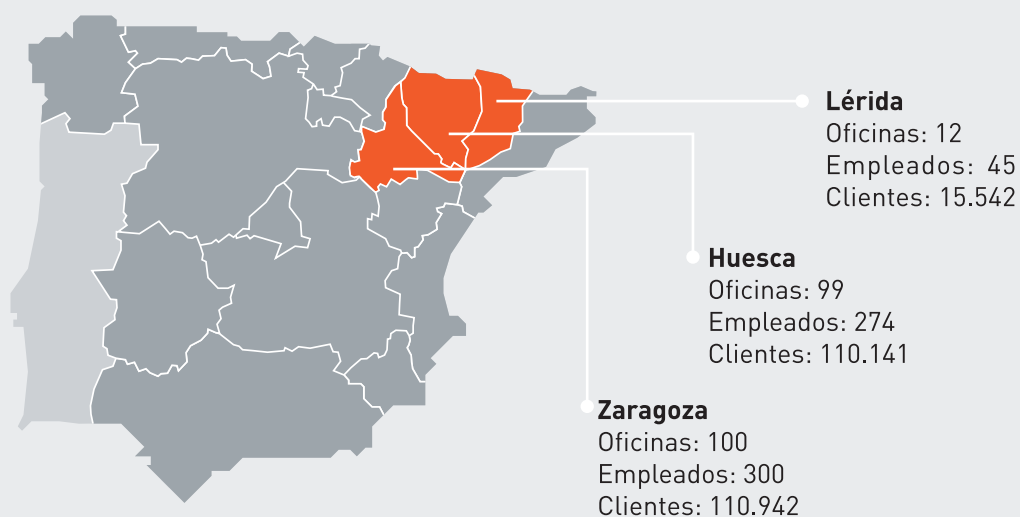 Lérida
Oficinas: 12
Empleados: 45
Clientes: 15.542
Huesca
Oficinas: 99
Empleados: 274
Clientes: 110.141
Zaragoza
Oficinas: 100
Empleados: 300
Clientes: 110.942